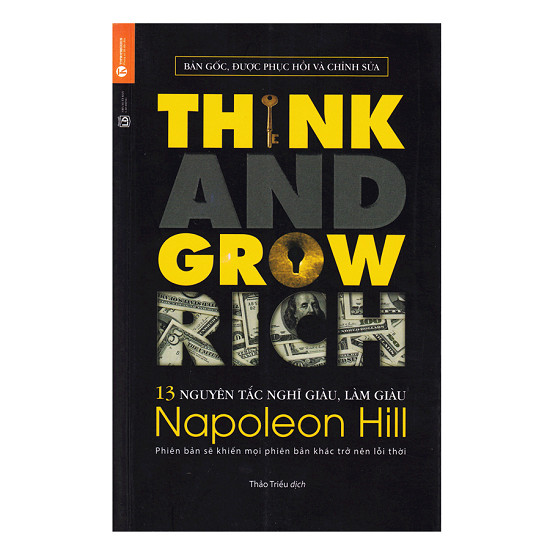 BẢN GỐC, ĐƯỢC PHỤC HỒI VÀ CHỈNH SỬA
THINK
AND
GROW
RICH
13 NGUYÊN TẮC NGHĨ GIÀU, LÀM GIÀU
Napoleon Hill
Phiên bản sẽ khiến mọi phiên bản khác trở nên lỗi thời
Thảo Triều dịch